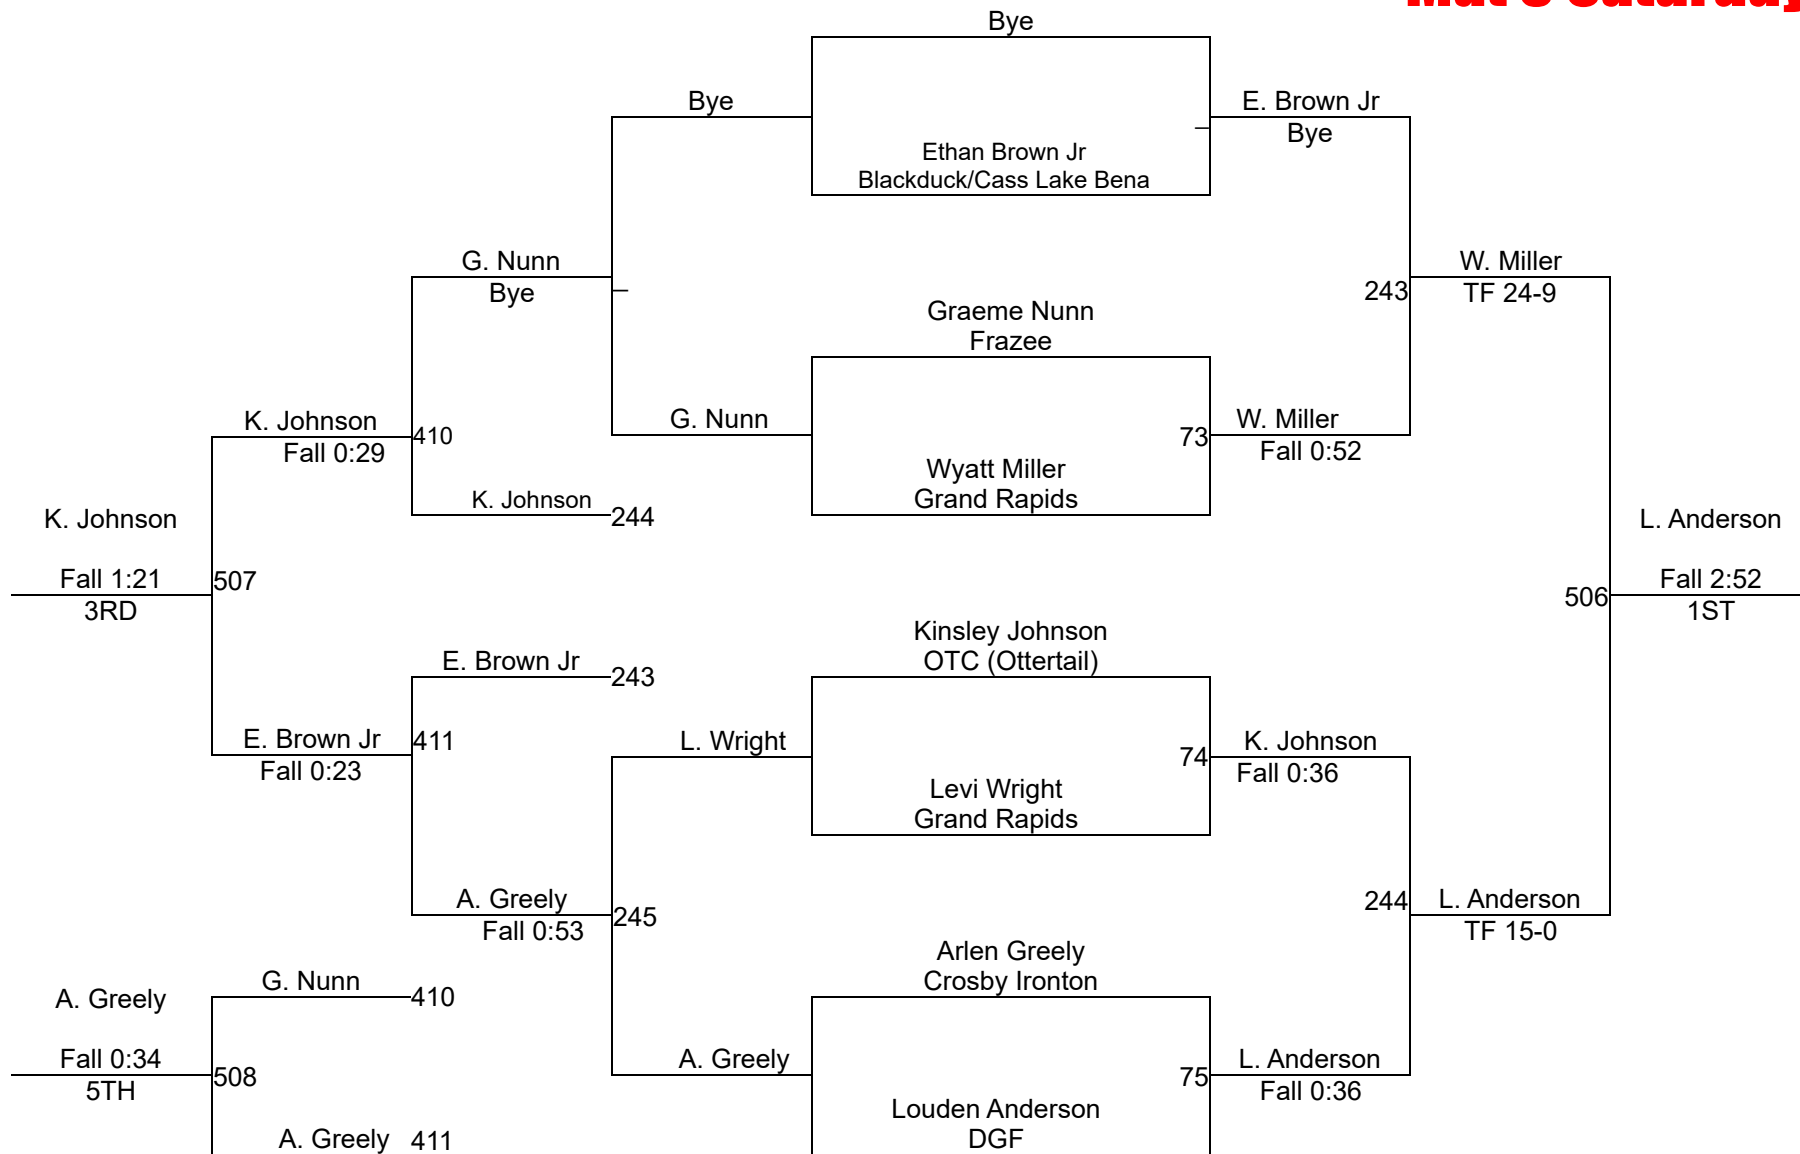 Bye
Bye
E. Brown Jr
Bye
Ethan Brown Jr
Blackduck/Cass Lake Bena
G. Nunn
Bye
W. Miller
TF 24-9
243
Graeme Nunn
Frazee
K. Johnson
Fall 0:29
410
G. Nunn
73
W. Miller
Fall 0:52
Wyatt Miller
Grand Rapids
K. Johnson
244
K. Johnson
Fall 1:21
3RD
507
L. Anderson
Fall 2:52
1ST
506
Kinsley Johnson
OTC (Ottertail)
E. Brown Jr
243
E. Brown Jr
Fall 0:23
411
L. Wright
74
K. Johnson
Fall 0:36
Levi Wright
Grand Rapids
A. Greely
Fall 0:53
245
244
L. Anderson
TF 15-0
Arlen Greely
Crosby Ironton
G. Nunn
410
A. Greely
Fall 0:34
5TH
508
A. Greely
75
L. Anderson
Fall 0:36
Louden Anderson
DGF
A. Greely
411